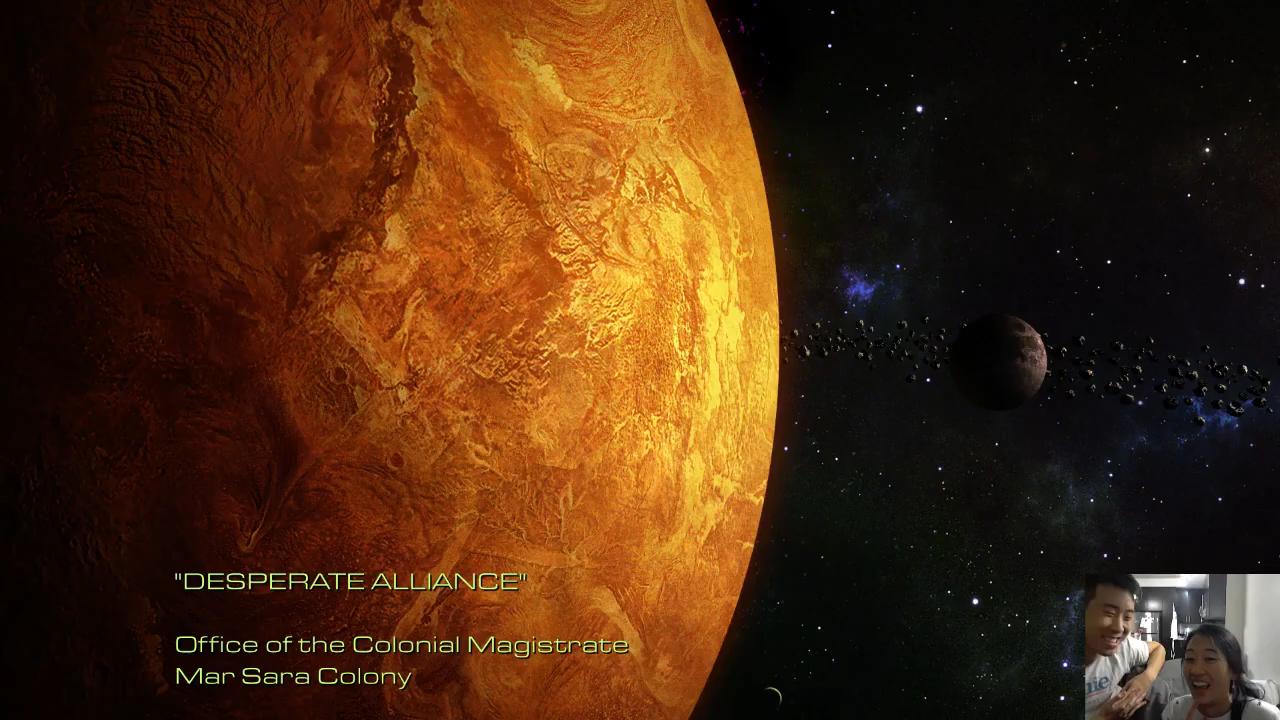 "DESPERATE ALLIANCE"
Office of the Colonial Magistrate
Mar Sara Colony